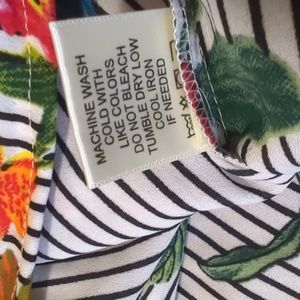 MACHINE WASH
COLD WITH
LIKE COLORS
DO NOT BLEACH
TUMBLE DRY LOW
COOL IRON
IF NEEDED